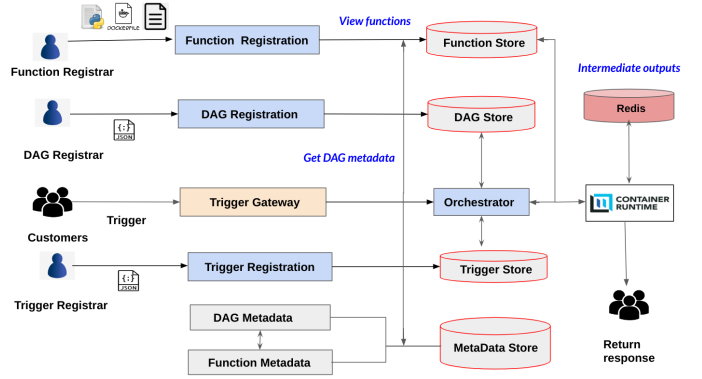 DOCKERFILE
View functions
Function Registration
Function Store
Function Registrar
Intermediate outputs
Redis
DAG Registration
DAG Store
{:}
JSON
DAG Registrar
Get DAG metadata
Trigger Gateway
Orchestrator
CONTAINER
RUNTIME
Trigger
Customers
Trigger Registration
Trigger Store
{:}
JSON
Trigger Registrar
DAG Metadata
MetaData Store
Function Metadata
Return
response